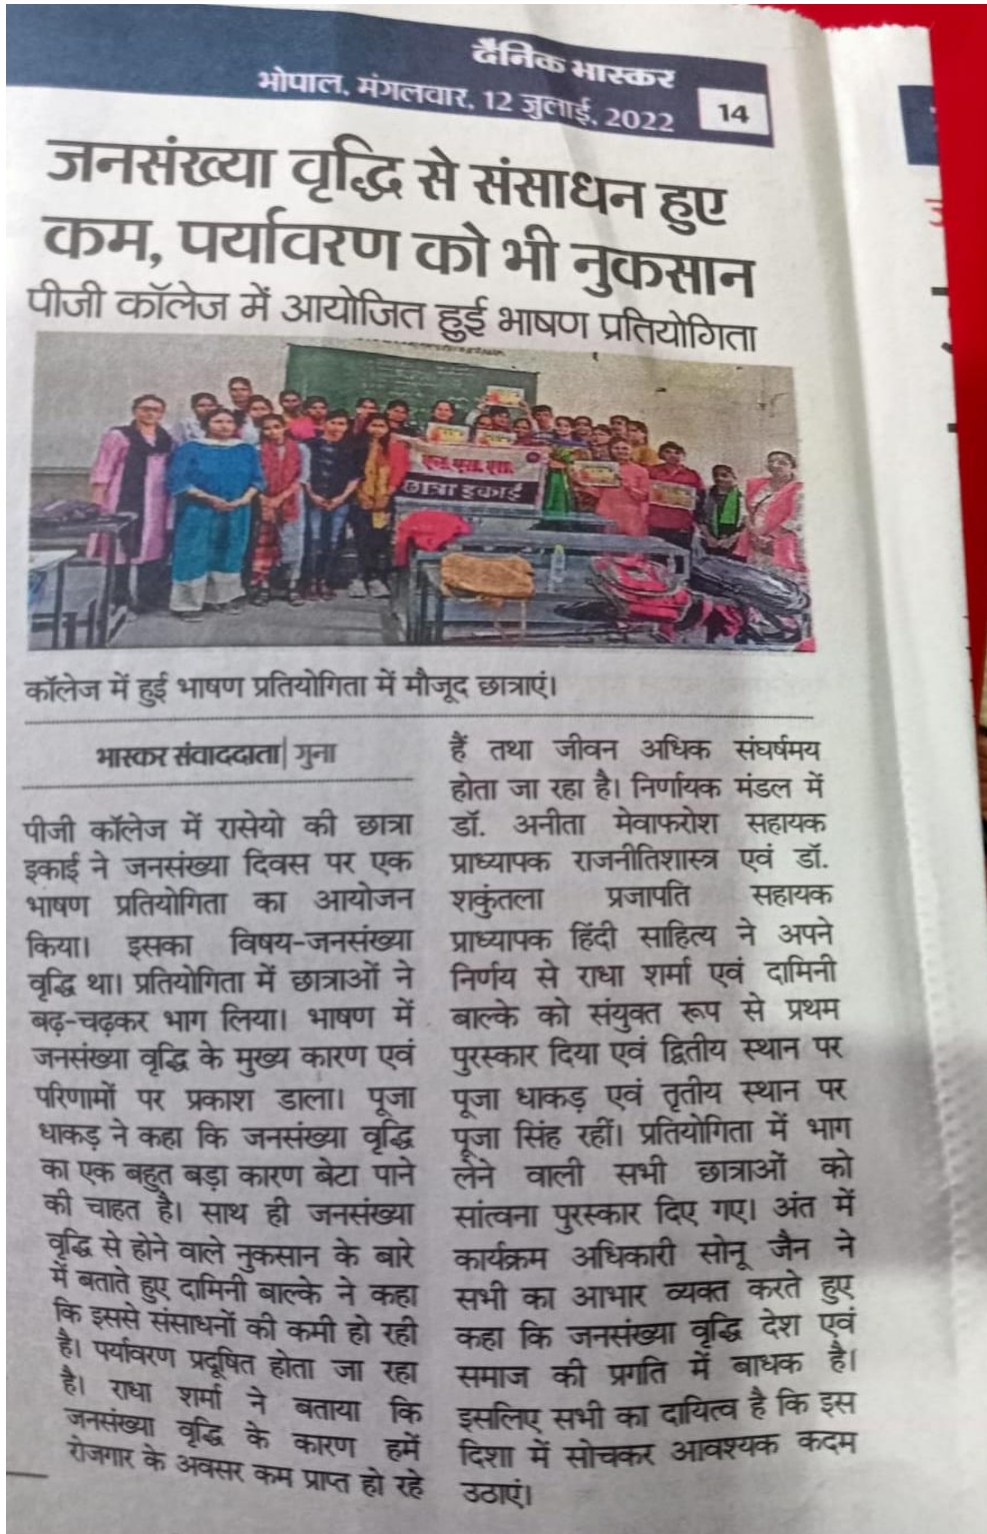 दैनिक भास्कर
भोपाल, मंगलवार, 12 जुलाई, 2022
14
जनसंख्या वृद्धि से संसाधन हुए
कम, पर्यावरण को भी नुकसान
पीजी कॉलेज में आयोजित हुई भाषण प्रतियोगिता
एन.एस.एस.
छात्रा इकाई
कॉलेज में हुई भाषण प्रतियोगिता में मौजूद छात्राएं।
भास्कर संवाददाता| गुना
पीजी कॉलेज में रासेयो की छात्रा
इकाई ने जनसंख्या दिवस पर एक
भाषण प्रतियोगिता का आयोजन
किया। इसका विषय-जनसंख्या
वृद्धि था। प्रतियोगिता में छात्राओं ने
बढ़-चढ़कर भाग लिया। भाषण में
जनसंख्या वृद्धि के मुख्य कारण एवं
परिणामों पर प्रकाश डाला। पूजा
धाकड़ ने कहा कि जनसंख्या वृद्धि
का एक बहुत बड़ा कारण बेटा पाने
की चाहत है। साथ ही जनसंख्या
वृद्धि से होने वाले नुकसान के बारे
में बताते हुए दामिनी बाल्के ने कहा
कि इससे संसाधनों की कमी हो रही
है। पर्यावरण प्रदूषित होता जा रहा
है। राधा शर्मा ने बताया कि
जनसंख्या वृद्धि के कारण हमें
रोजगार के अवसर कम प्राप्त हो रहे
हैं तथा जीवन अधिक संघर्षमय
होता जा रहा है। निर्णायक मंडल में
डॉ. अनीता मेवाफरोश सहायक
प्राध्यापक राजनीतिशास्त्र एवं डॉ.
शकुंतला प्रजापति सहायक
प्राध्यापक हिंदी साहित्य ने अपने
निर्णय से राधा शर्मा एवं दामिनी
बाल्के को संयुक्त रूप से प्रथम
पुरस्कार दिया एवं द्वितीय स्थान पर
पूजा धाकड़ एवं तृतीय स्थान पर
पूजा सिंह रहीं। प्रतियोगिता में भाग
लेने वाली सभी छात्राओं को
सांत्वना पुरस्कार दिए गए। अंत में
कार्यक्रम अधिकारी सोनू जैन ने
सभी का आभार व्यक्त करते हुए
कहा कि जनसंख्या वृद्धि देश एवं
समाज की प्रगति में बाधक है।
इसलिए सभी का दायित्व है कि इस
दिशा में सोचकर आवश्यक कदम
उठाएं।